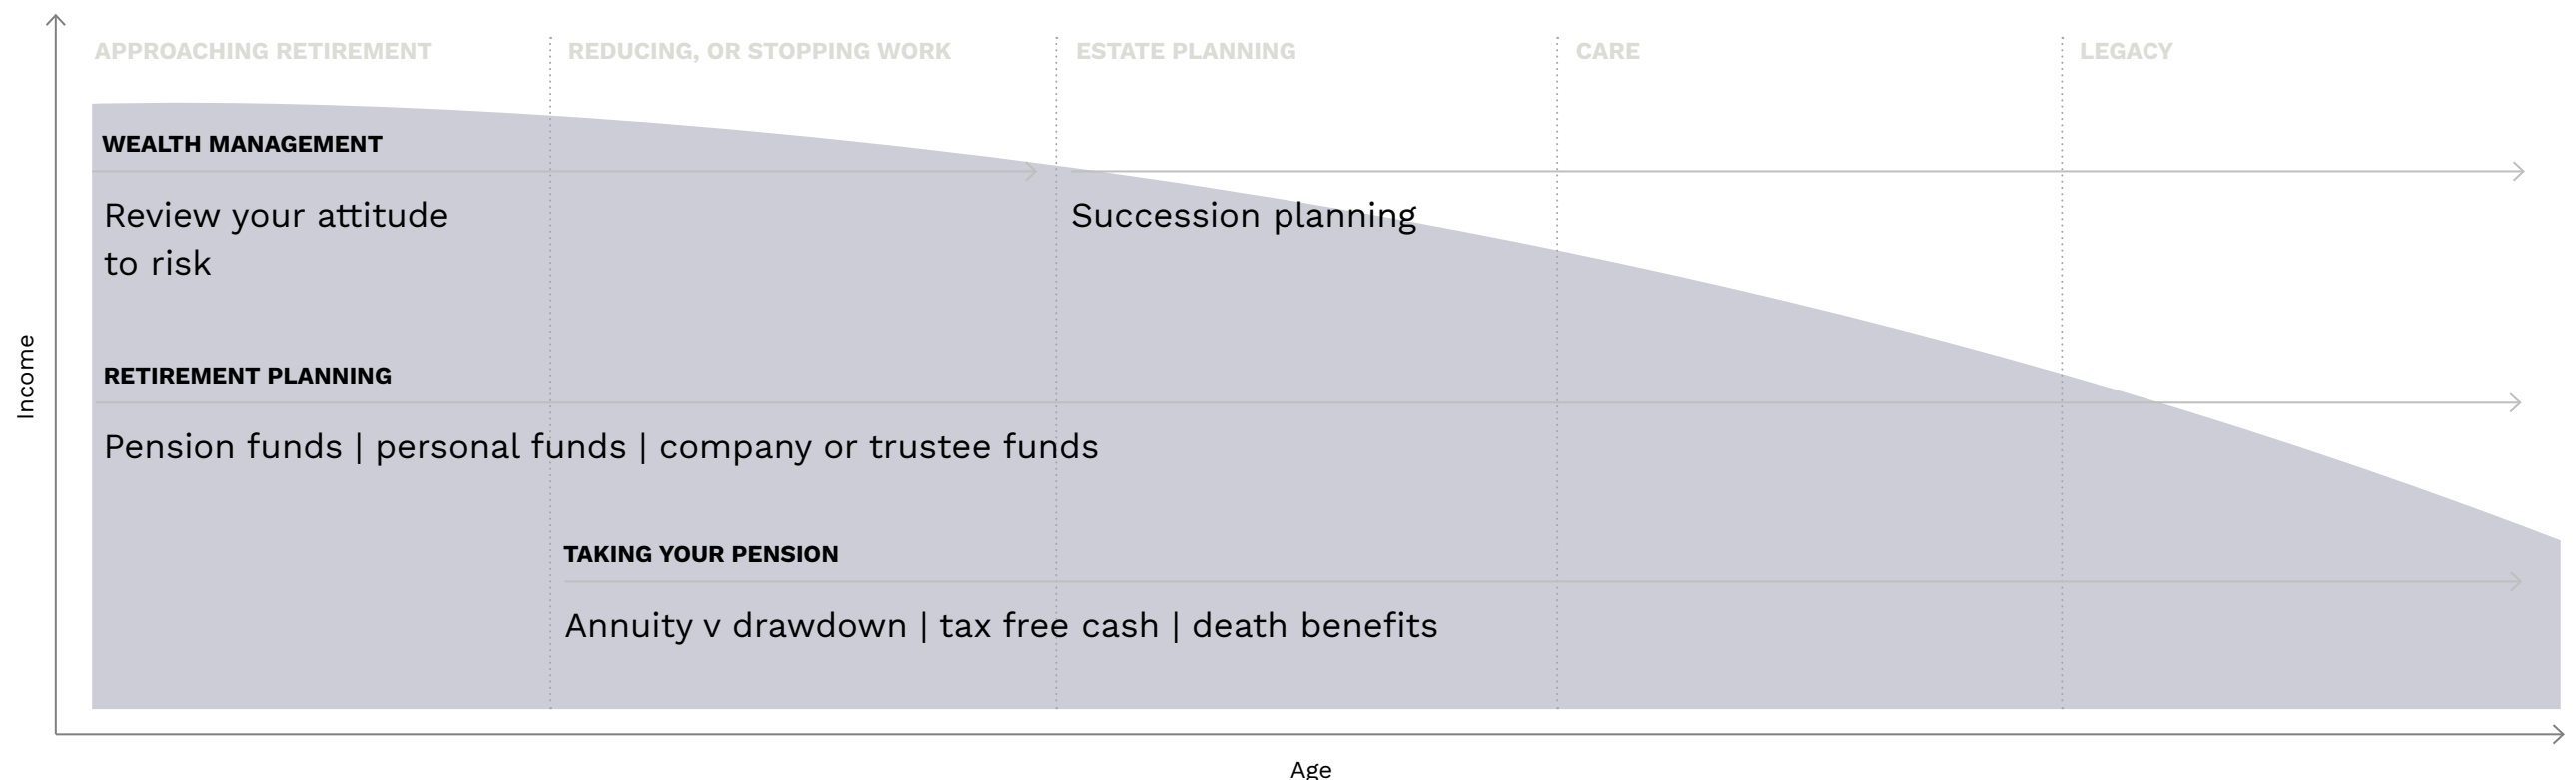 APPROACHING RETIREMENT
REDUCING, OR STOPPING WORK
ESTATE PLANNING
CARE
LEGACY
WEALTH MANAGEMENT
Review your attitude
to risk
Succession planning
Income
RETIREMENT PLANNING
Pension funds | personal funds | company or trustee funds
TAKING YOUR PENSION
Annuity v drawdown | tax free cash | death benefits
Age